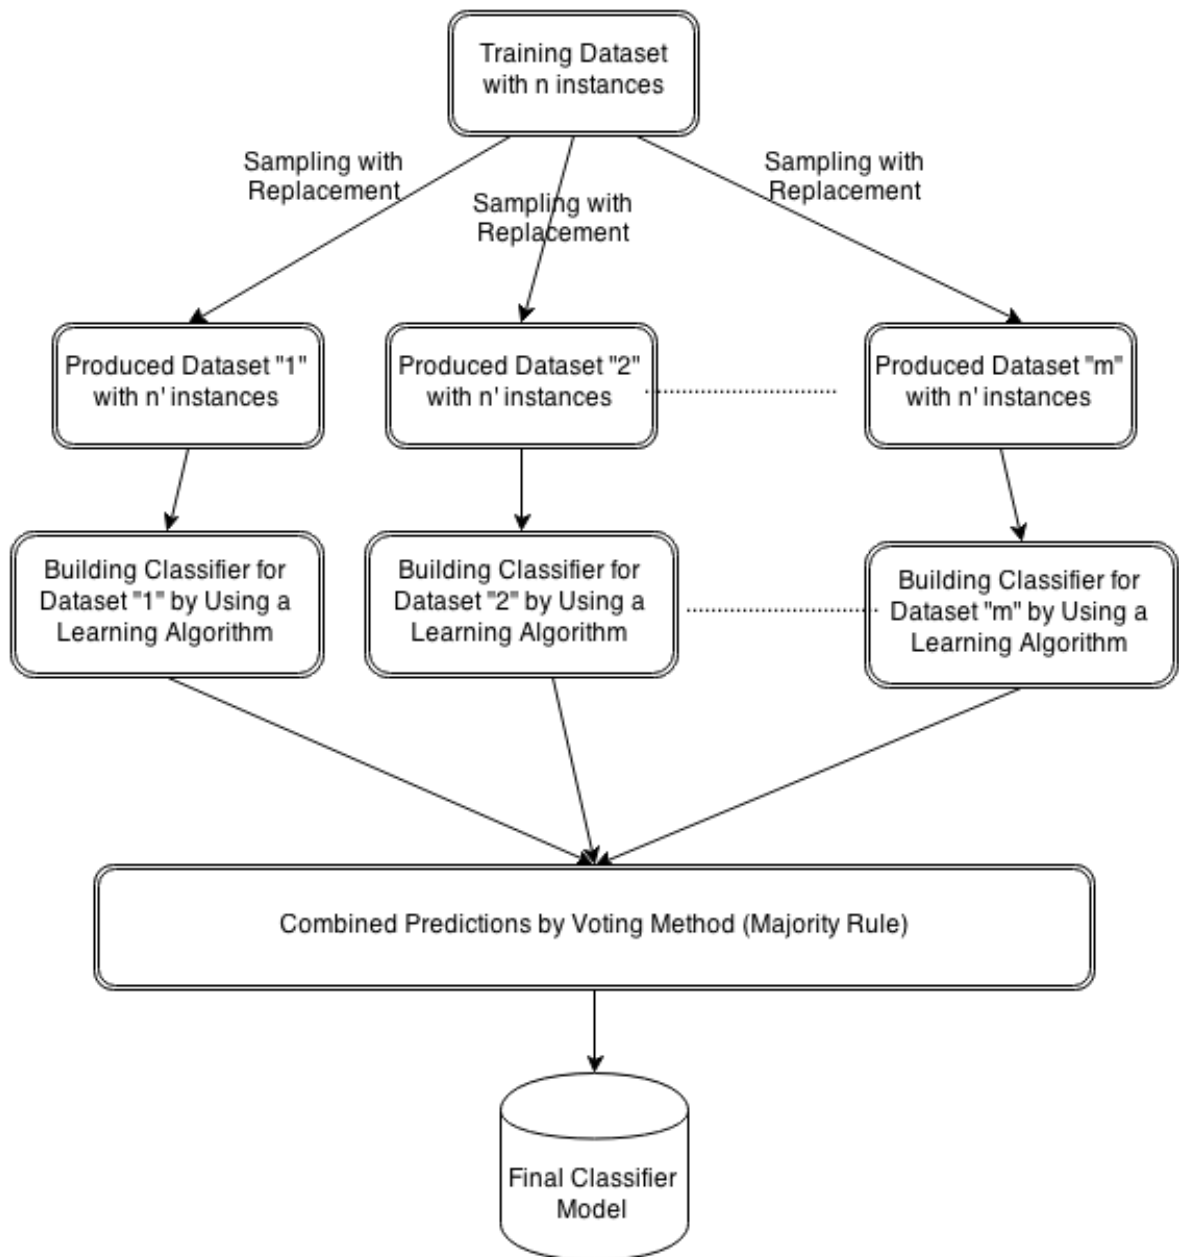 Training Dataset
with n instances
Sampling with
Replacement
Sampling with
Replacement
Sampling with
Replacement
Produced Dataset "1"
with n' instances
Produced Dataset "2"
with n' instances
Produced Dataset "m"
with n' instances
Building Classifier for
Dataset "1" by Using a
Learning Algorithm
Building Classifier for
Dataset "2" by Using a
Learning Algorithm
Building Classifier for
Dataset "m" by Using a
Learning Algorithm
Combined Predictions by Voting Method (Majority Rule)
Final Classifier
Model